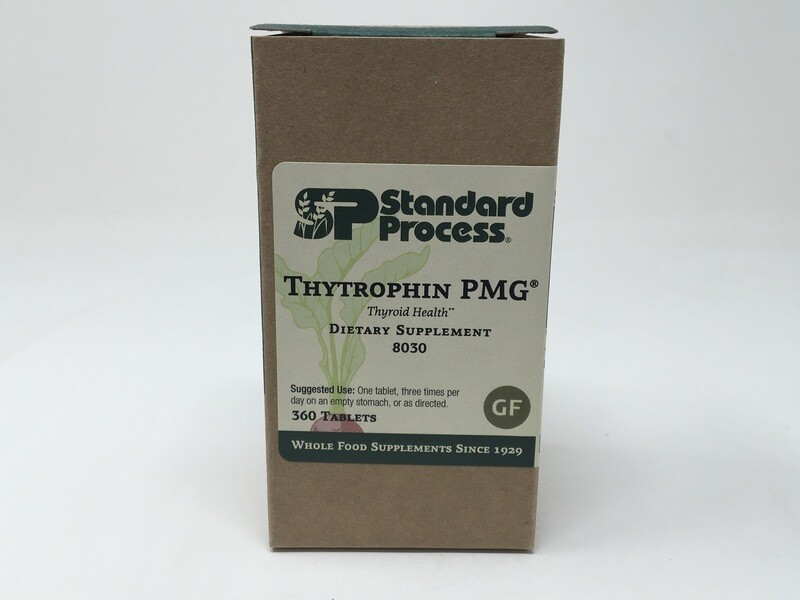 SP Standard
Process®
THYTROPHIN PMG®
Thyroid Health**
DIETARY SUPPLEMENT
8030
Suggested Use: One tablet, three times per
day on an empty stomach, or as directed.
360 TABLETS
GF
WHOLE FOOD SUPPLEMENTS SINCE 1929